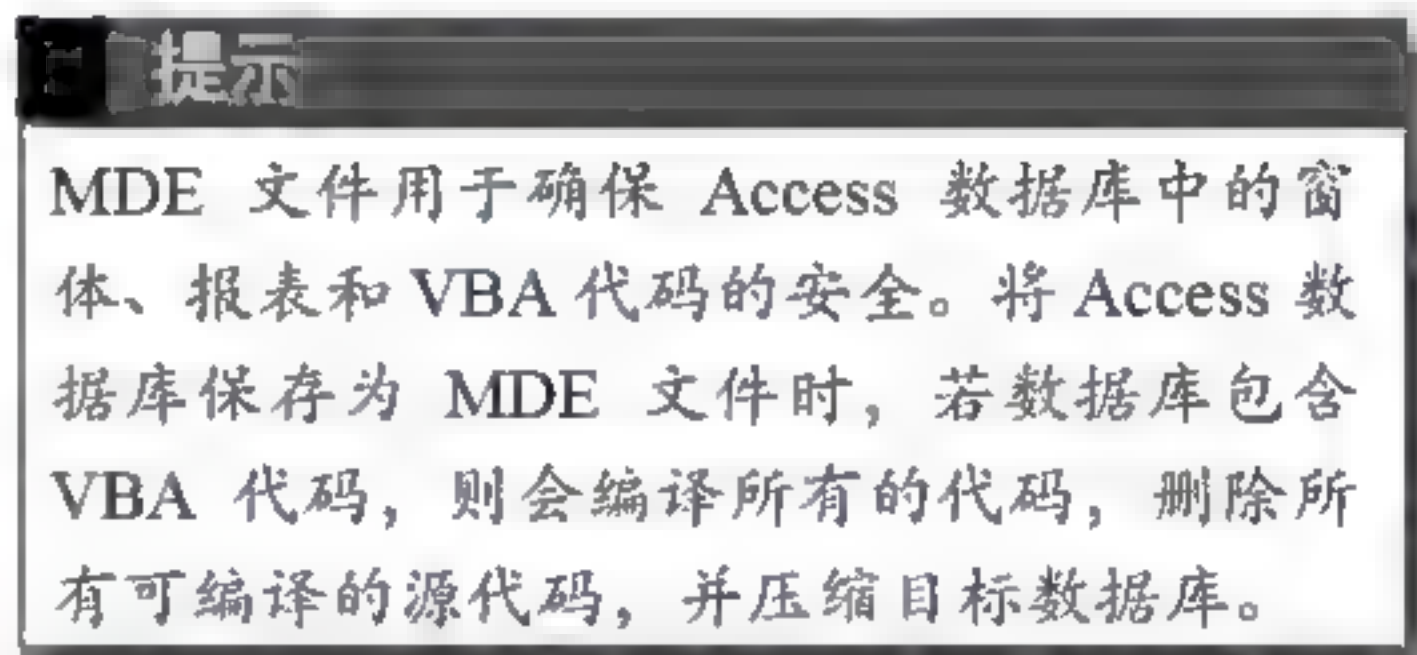 提示
MDE 文件用于确保 Access 数据库中的窗
体、报表和 VBA 代码的安全。将 Access 数
据库保存为 MDE 文件时，若数据库包含
VBA 代码，则会编译所有的代码，删除所
有可编译的源代码，并压缩目标数据库。